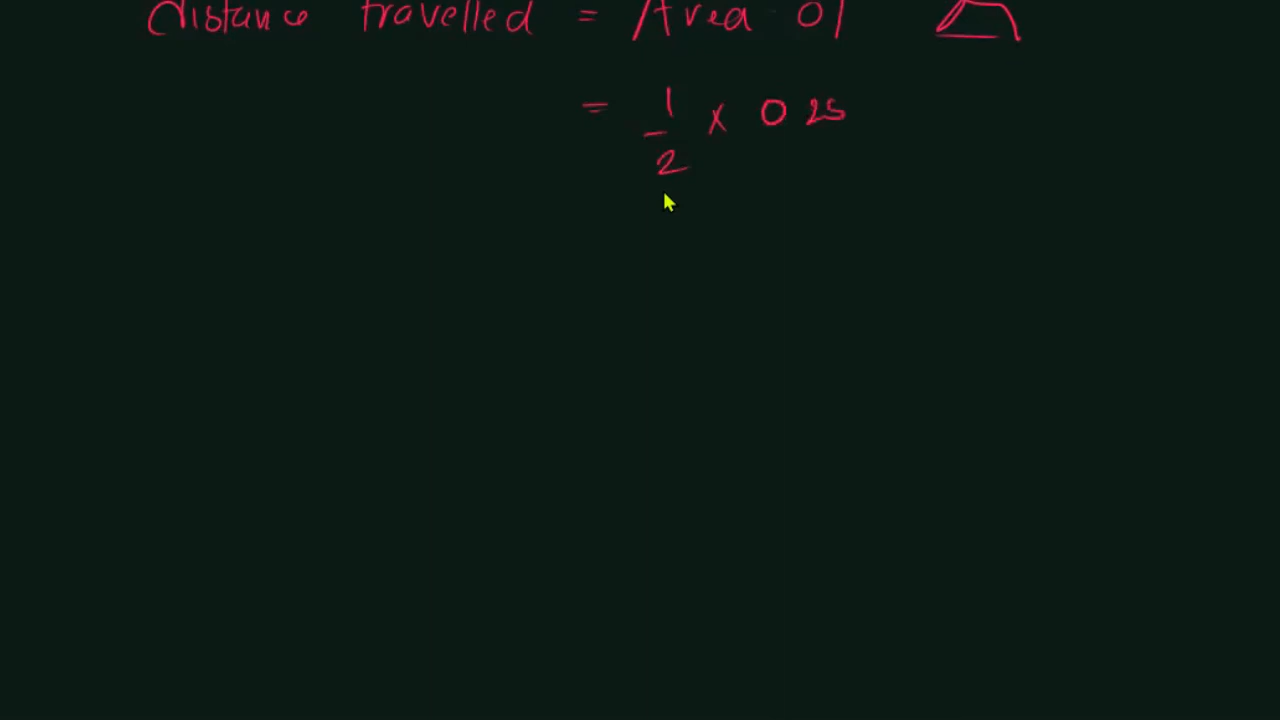 distance travelled = Area of
= 1/2 x 0 25